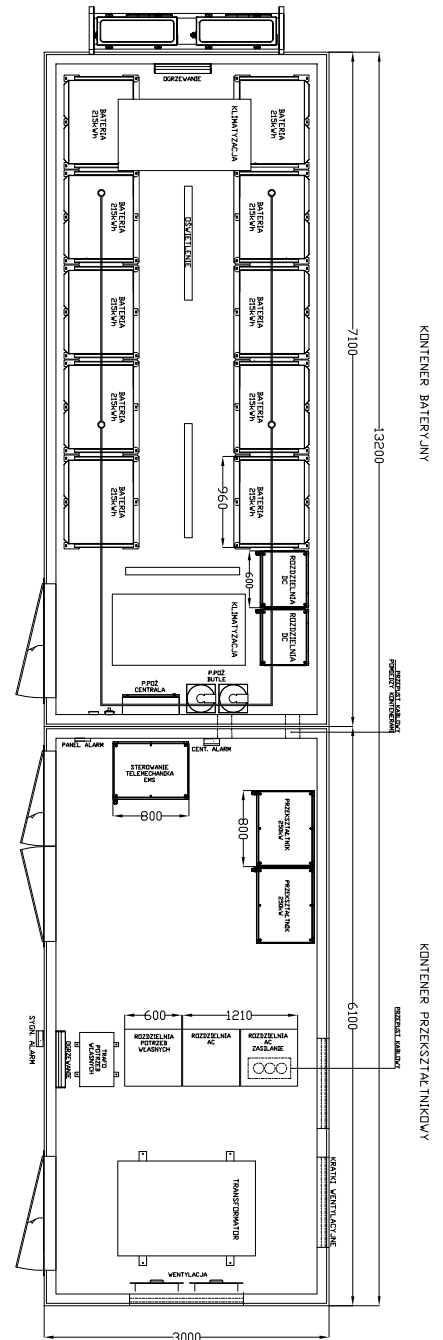 OGRZEWANIE
BATERIA
215kWh
BATERIA
215kWh
KLIMATYZACJA
BATERIA
215kWh
BATERIA
215kWh
OŚWIETLENIE
BATERIA
215kWh
BATERIA
215kWh
BATERIA
215kWh
BATERIA
215kWh
BATERIA
215kWh
BATERIA
215kWh
960
ROZDZIELNIA
DC
ROZDZIELNIA
DC
600
KLIMATYZACJA
P.POŻ
CENTRALA
P.POŻ
BUTLE
7100
13200
KONTENER BATERYJNY
PRZEPUST KABLOWY
POMIĘDZY KONTENERAMI
PANEL ALARM
CENT. ALARM
STEROWANIE
TELEMECHANIKA
EMS
800
PRZEKSZTAŁTNIK
250kW
PRZEKSZTAŁTNIK
250kW
800
6100
KONTENER PRZEKSZTAŁTNIKOWY
PRZEPUST KABLOWY
600
1210
ROZDZIELNIA
POTRZEB
WŁASNYCH
ROZDZIELNIA
AC
ROZDZIELNIA
AC
ZASILANIE
TRAFO
POTRZEB
WŁASNYCH
OGRZEWANIE
SYGN. ALARM
TRANSFORMATOR
KRATKI WENTYLACYJNE
WENTYLACJA
3000